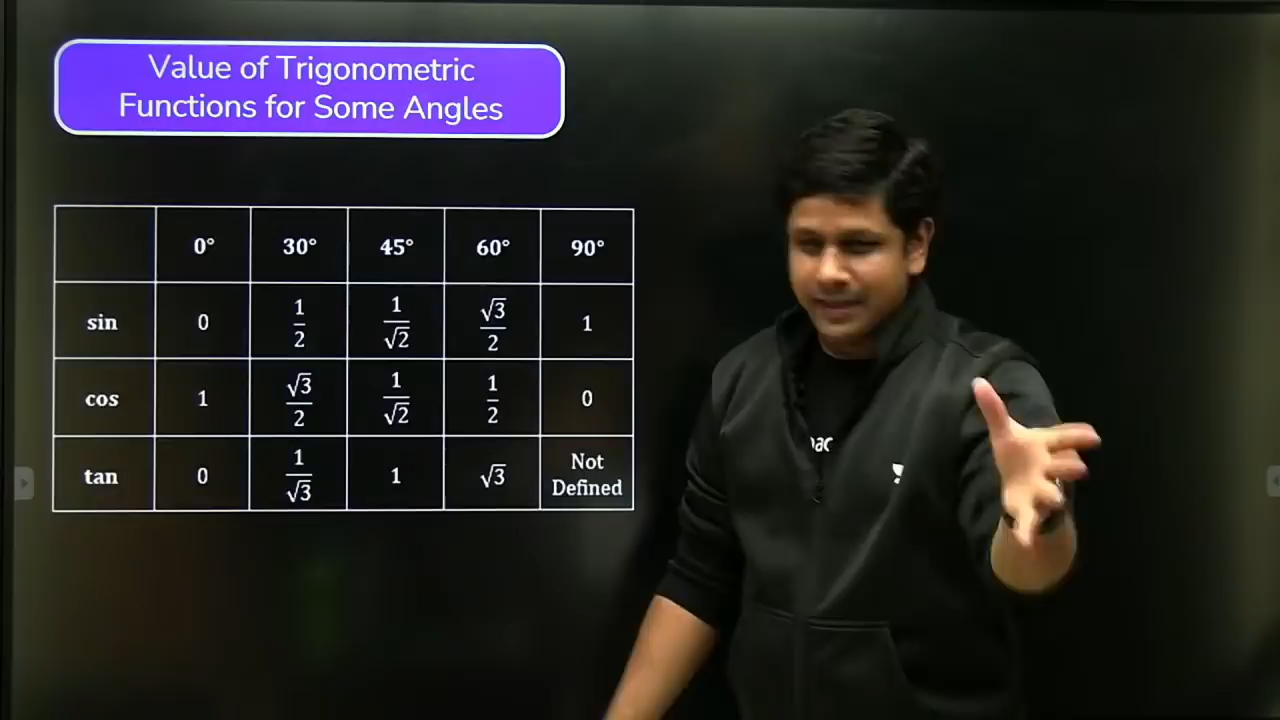 Value of Trigonometric
Functions for Some Angles
0° 30° 45° 60° 90°
sin 0 1/2 1/√2 √3/2 1
cos 1 √3/2 1/√2 1/2 0
tan 0 1/√3 1 √3 Not Defined